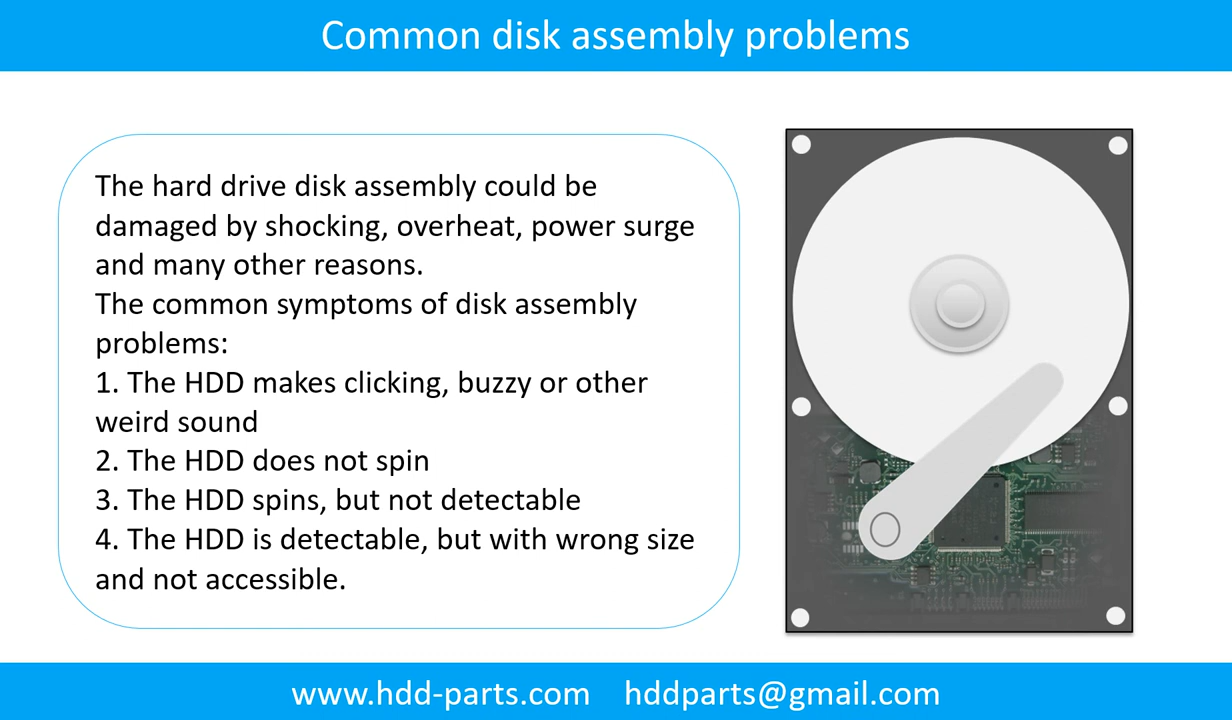 Common disk assembly problems
The hard drive disk assembly could be
damaged by shocking, overheat, power surge
and many other reasons.
The common symptoms of disk assembly
problems:
1. The HDD makes clicking, buzzy or other
weird sound
2. The HDD does not spin
3. The HDD spins, but not detectable
4. The HDD is detectable, but with wrong size
and not accessible.
www.hdd-parts.com hddparts@gmail.com